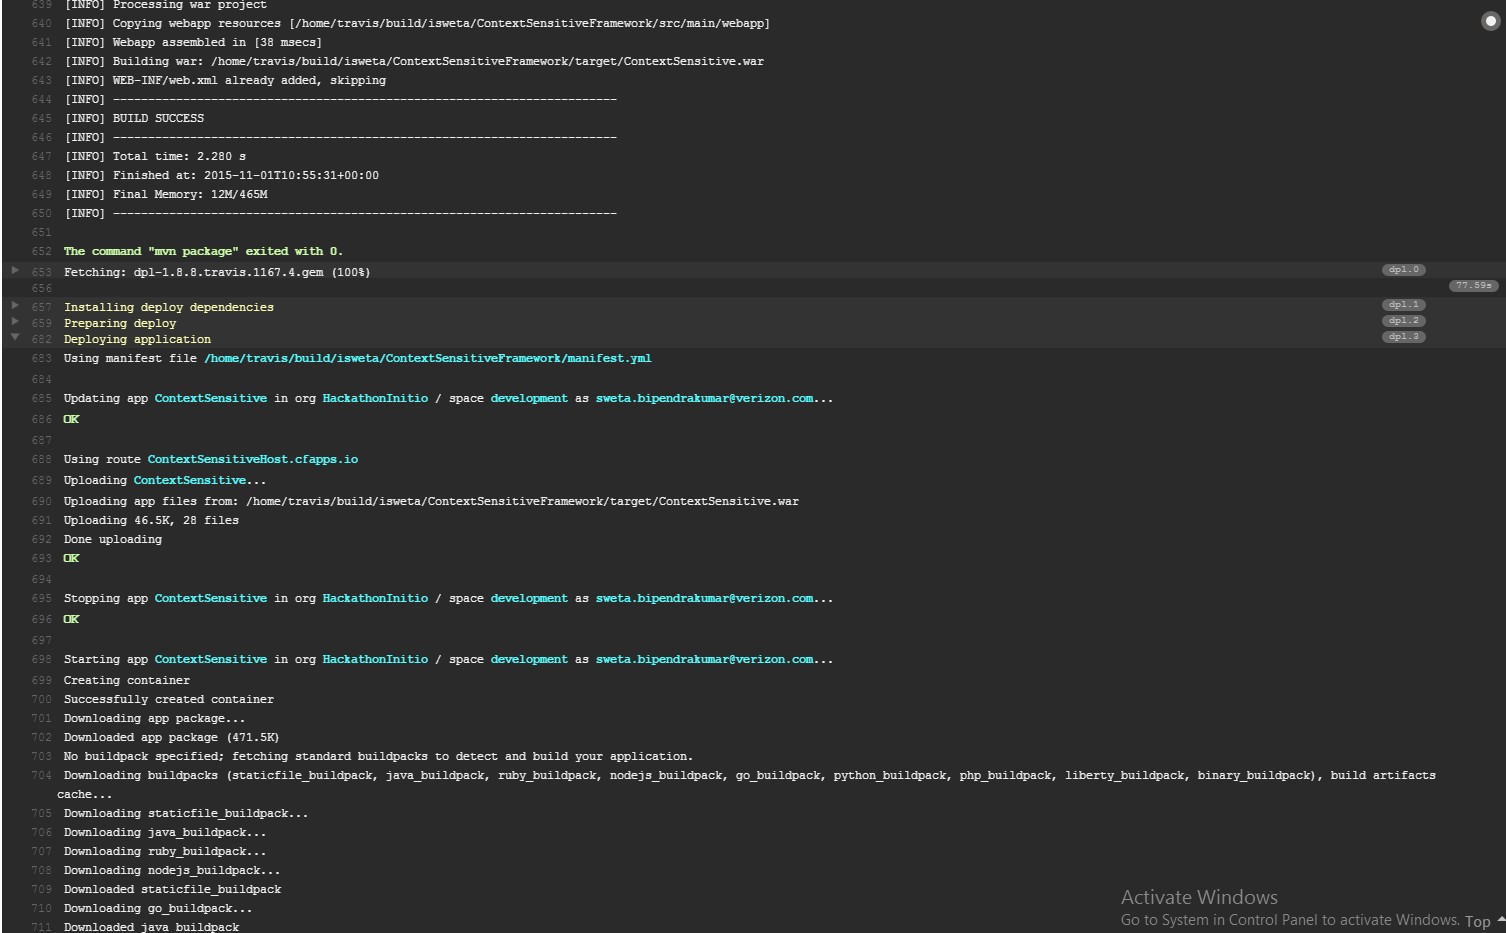 639 [INFO] Processing war project
640 [INFO] Copying webapp resources [/home/travis/build/isweta/ContextSensitiveFramework/src/main/webapp]
641 [INFO] Webapp assembled in [38 msecs]
642 [INFO] Building war: /home/travis/build/isweta/ContextSensitiveFramework/target/ContextSensitive.war
643 [INFO] WEB-INF/web.xml already added, skipping
644 [INFO] ------------------------------------------------------------------------
645 [INFO] BUILD SUCCESS
646 [INFO] ------------------------------------------------------------------------
647 [INFO] Total time: 2.280 s
648 [INFO] Finished at: 2015-11-01T10:55:31+00:00
649 [INFO] Final Memory: 12M/465M
650 [INFO] ------------------------------------------------------------------------
651
652 The command "mvn package" exited with 0.
653 Fetching: dpl-1.8.8.travis.1167.4.gem (100%) dpl.0
656 77.59s
657 Installing deploy dependencies dpl.1
659 Preparing deploy dpl.2
682 Deploying application dpl.3
683 Using manifest file /home/travis/build/isweta/ContextSensitiveFramework/manifest.yml
684
685 Updating app ContextSensitive in org HackathonInitio / space development as sweta.bipendrakumar@verizon.com...
686 OK
687
688 Using route ContextSensitiveHost.cfapps.io
689 Uploading ContextSensitive...
690 Uploading app files from: /home/travis/build/isweta/ContextSensitiveFramework/target/ContextSensitive.war
691 Uploading 46.5K, 28 files
692 Done uploading
693 OK
694
695 Stopping app ContextSensitive in org HackathonInitio / space development as sweta.bipendrakumar@verizon.com...
696 OK
697
698 Starting app ContextSensitive in org HackathonInitio / space development as sweta.bipendrakumar@verizon.com...
699 Creating container
700 Successfully created container
701 Downloading app package...
702 Downloaded app package (471.5K)
703 No buildpack specified; fetching standard buildpacks to detect and build your application.
704 Downloading buildpacks (staticfile_buildpack, java_buildpack, ruby_buildpack, nodejs_buildpack, go_buildpack, python_buildpack, php_buildpack, liberty_buildpack, binary_buildpack), build artifacts
cache...
705 Downloading staticfile_buildpack...
706 Downloading java_buildpack...
707 Downloading ruby_buildpack...
708 Downloading nodejs_buildpack...
709 Downloaded staticfile_buildpack
710 Downloading go_buildpack...
711 Downloaded java_buildpack
Activate Windows
Go to System in Control Panel to activate Windows.
Top